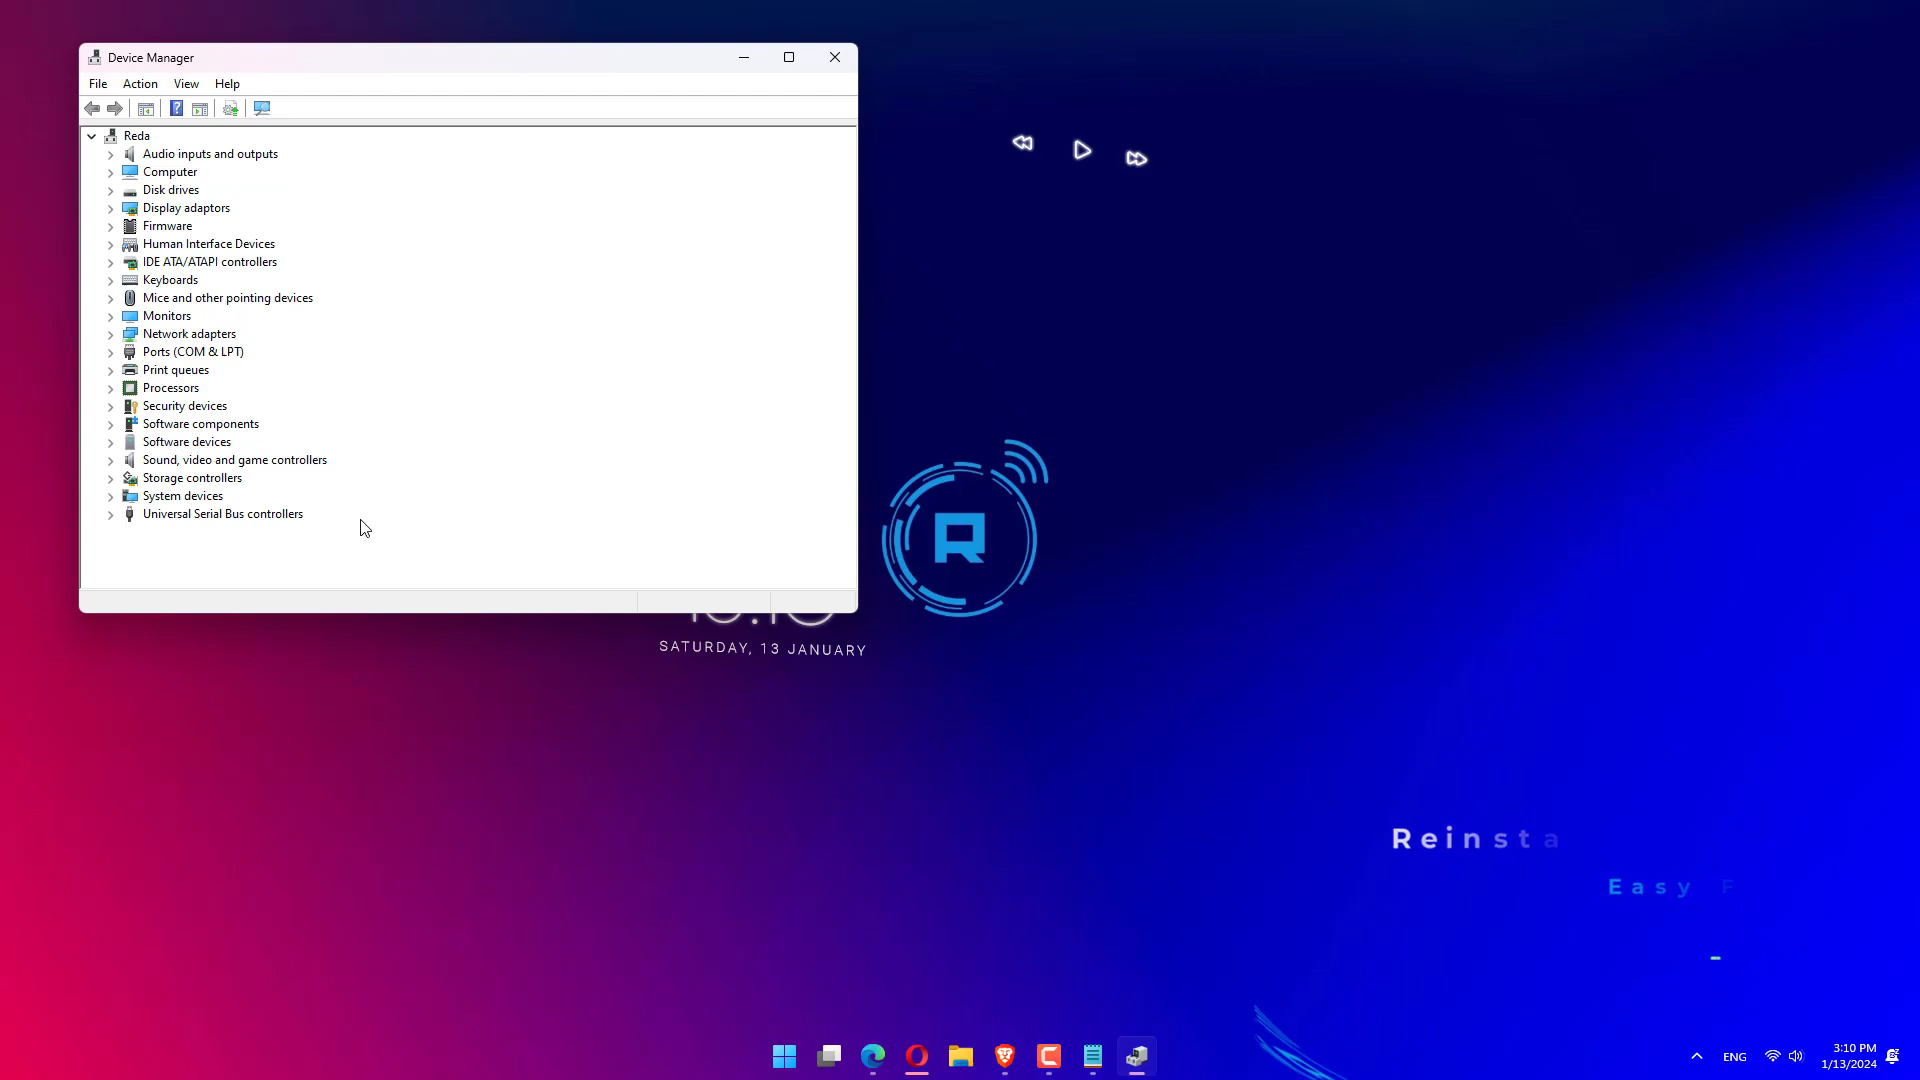 Device Manager
File Action View Help
Reda
Audio inputs and outputs
Computer
Disk drives
Display adaptors
Firmware
Human Interface Devices
IDE ATA/ATAPI controllers
Keyboards
Mice and other pointing devices
Monitors
Network adapters
Ports (COM & LPT)
Print queues
Processors
Security devices
Software components
Software devices
Sound, video and game controllers
Storage controllers
System devices
Universal Serial Bus controllers
R
SATURDAY, 13 JANUARY
Reinsta
Easy F
ENG
3:10 PM
1/13/2024